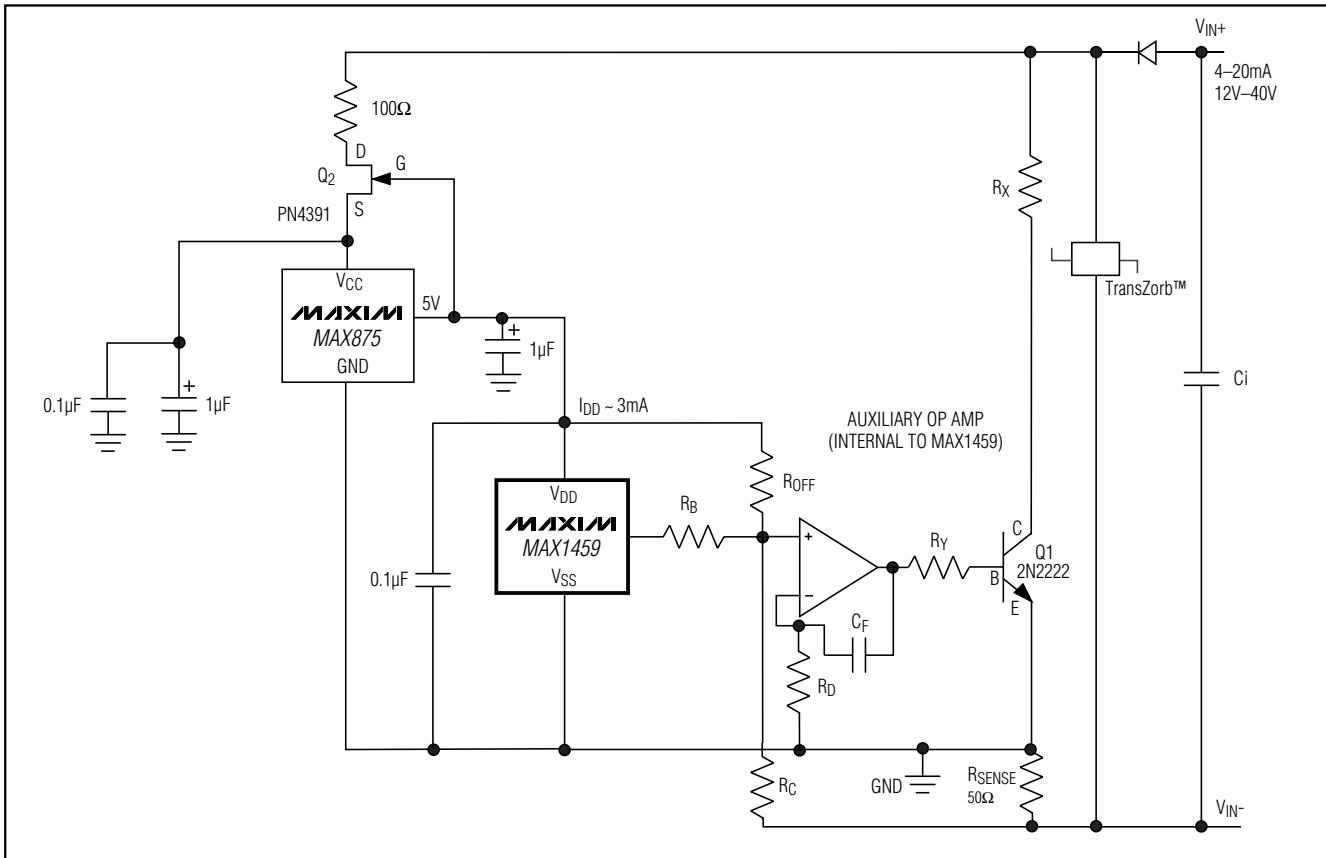 VIN+
4–20mA
12V–40V
100Ω
D
G
Q2
S
PN4391
RX
TransZorb™
VCC
MAXIM
MAX875
GND
5V
+
1µF
Ci
0.1µF
+
1µF
IDD ~ 3mA
AUXILIARY OP AMP
(INTERNAL TO MAX1459)
ROFF
VDD
MAXIM
MAX1459
VSS
RB
+
−
RY
C
Q1
2N2222
B
E
0.1µF
CF
RD
RC
GND
RSENSE
50Ω
VIN-